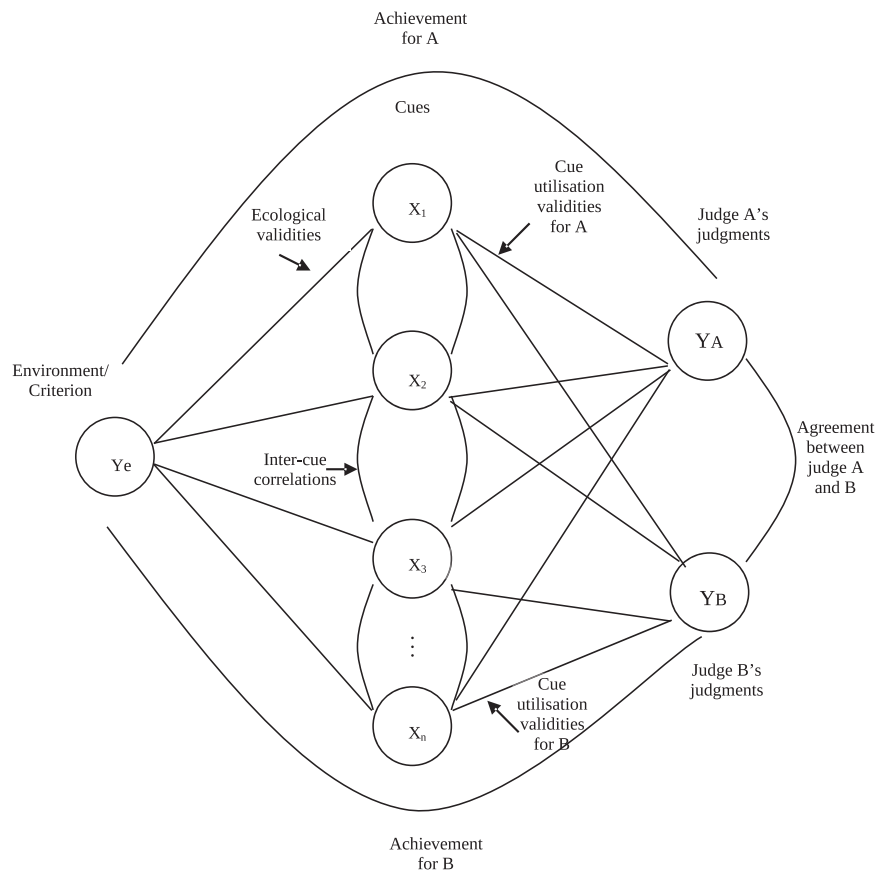 Achievement
for A
Cues
Cue
utilisation
validities
for A
Ecological
validities
Judge A’s
judgments
X1
YA
Environment/
Criterion
X2
Agreement
between
judge A
and B
Ye
Inter-cue
correlations
X3
YB
⋮
Judge B’s
judgments
Cue
utilisation
validities
for B
Xn
Achievement
for B